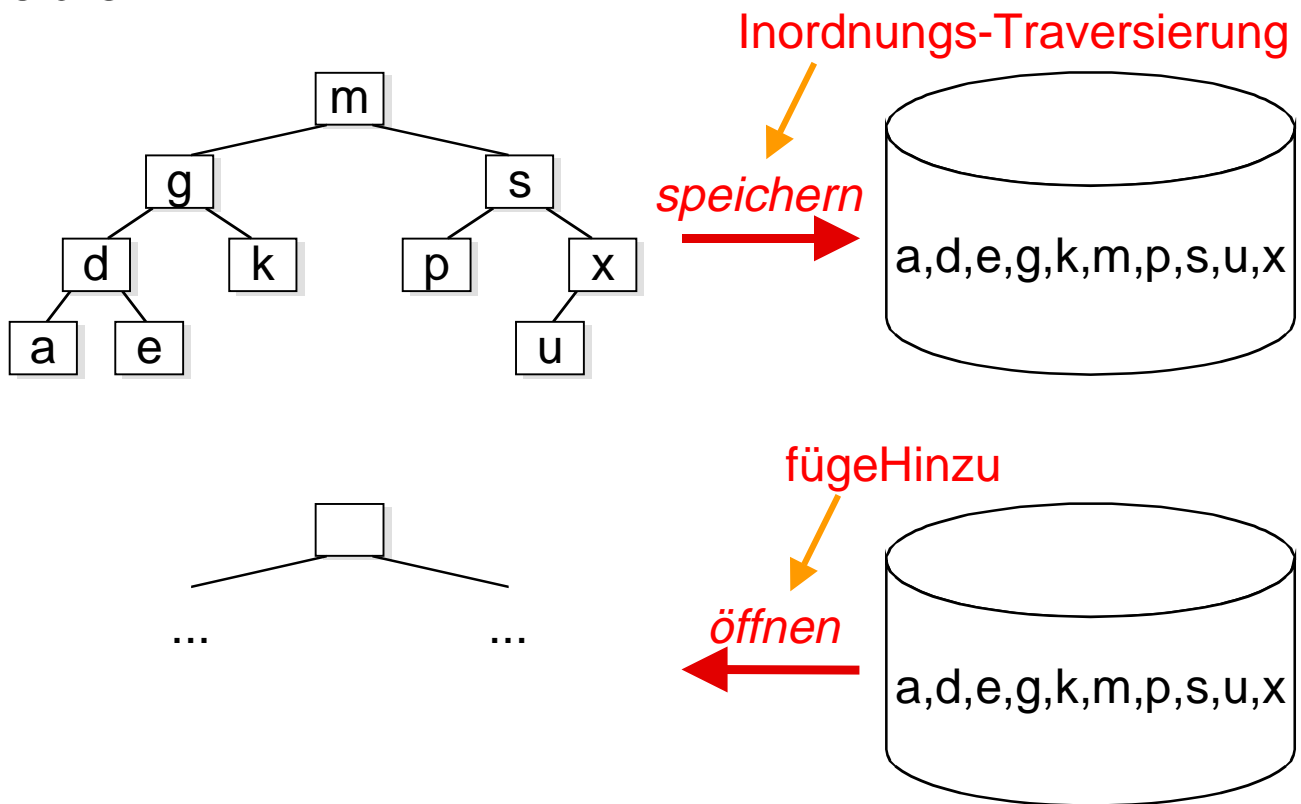 Inordnungs-Traversierung
m
g s
speichern
d k p x
a,d,e,g,k,m,p,s,u,x
a e u
fügeHinzu
... ...
öffnen
a,d,e,g,k,m,p,s,u,x